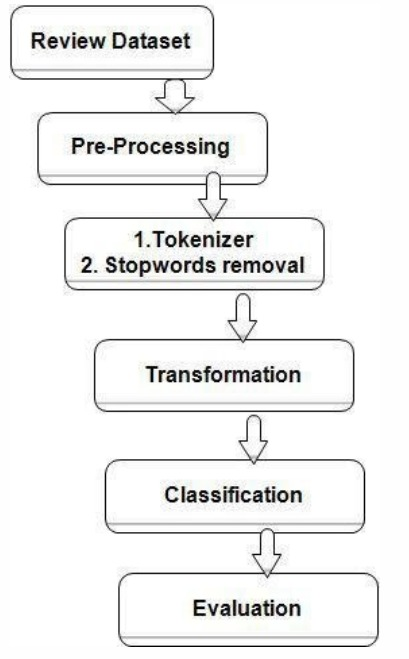 Review Dataset
Pre-Processing
1.Tokenizer
2. Stopwords removal
Transformation
Classification
Evaluation